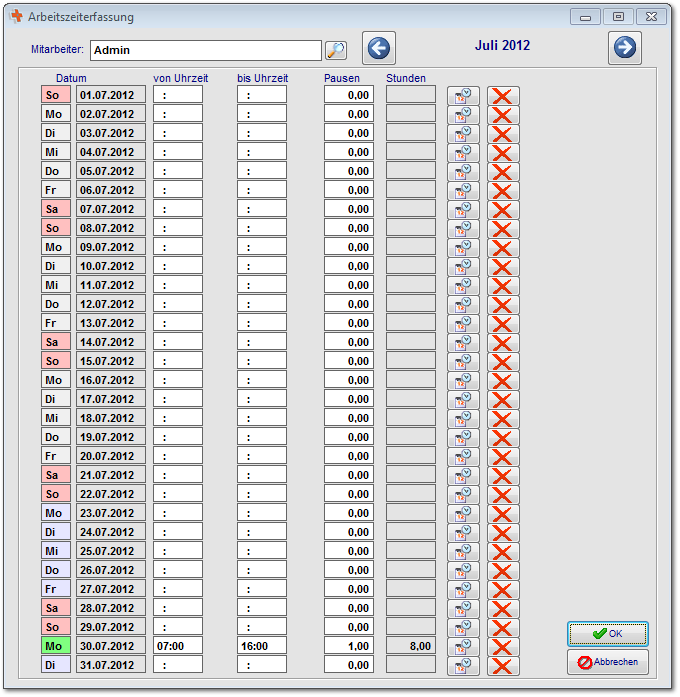 Arbeitszeiterfassung
Mitarbeiter: Admin Juli 2012
Datum von Uhrzeit bis Uhrzeit Pausen Stunden
So 01.07.2012 : : 0,00
Mo 02.07.2012 : : 0,00
Di 03.07.2012 : : 0,00
Mi 04.07.2012 : : 0,00
Do 05.07.2012 : : 0,00
Fr 06.07.2012 : : 0,00
Sa 07.07.2012 : : 0,00
So 08.07.2012 : : 0,00
Mo 09.07.2012 : : 0,00
Di 10.07.2012 : : 0,00
Mi 11.07.2012 : : 0,00
Do 12.07.2012 : : 0,00
Fr 13.07.2012 : : 0,00
Sa 14.07.2012 : : 0,00
So 15.07.2012 : : 0,00
Mo 16.07.2012 : : 0,00
Di 17.07.2012 : : 0,00
Mi 18.07.2012 : : 0,00
Do 19.07.2012 : : 0,00
Fr 20.07.2012 : : 0,00
Sa 21.07.2012 : : 0,00
So 22.07.2012 : : 0,00
Mo 23.07.2012 : : 0,00
Di 24.07.2012 : : 0,00
Mi 25.07.2012 : : 0,00
Do 26.07.2012 : : 0,00
Fr 27.07.2012 : : 0,00
Sa 28.07.2012 : : 0,00
So 29.07.2012 : : 0,00
Mo 30.07.2012 07:00 16:00 1,00 8,00
Di 31.07.2012 : : 0,00
OK
Abbrechen